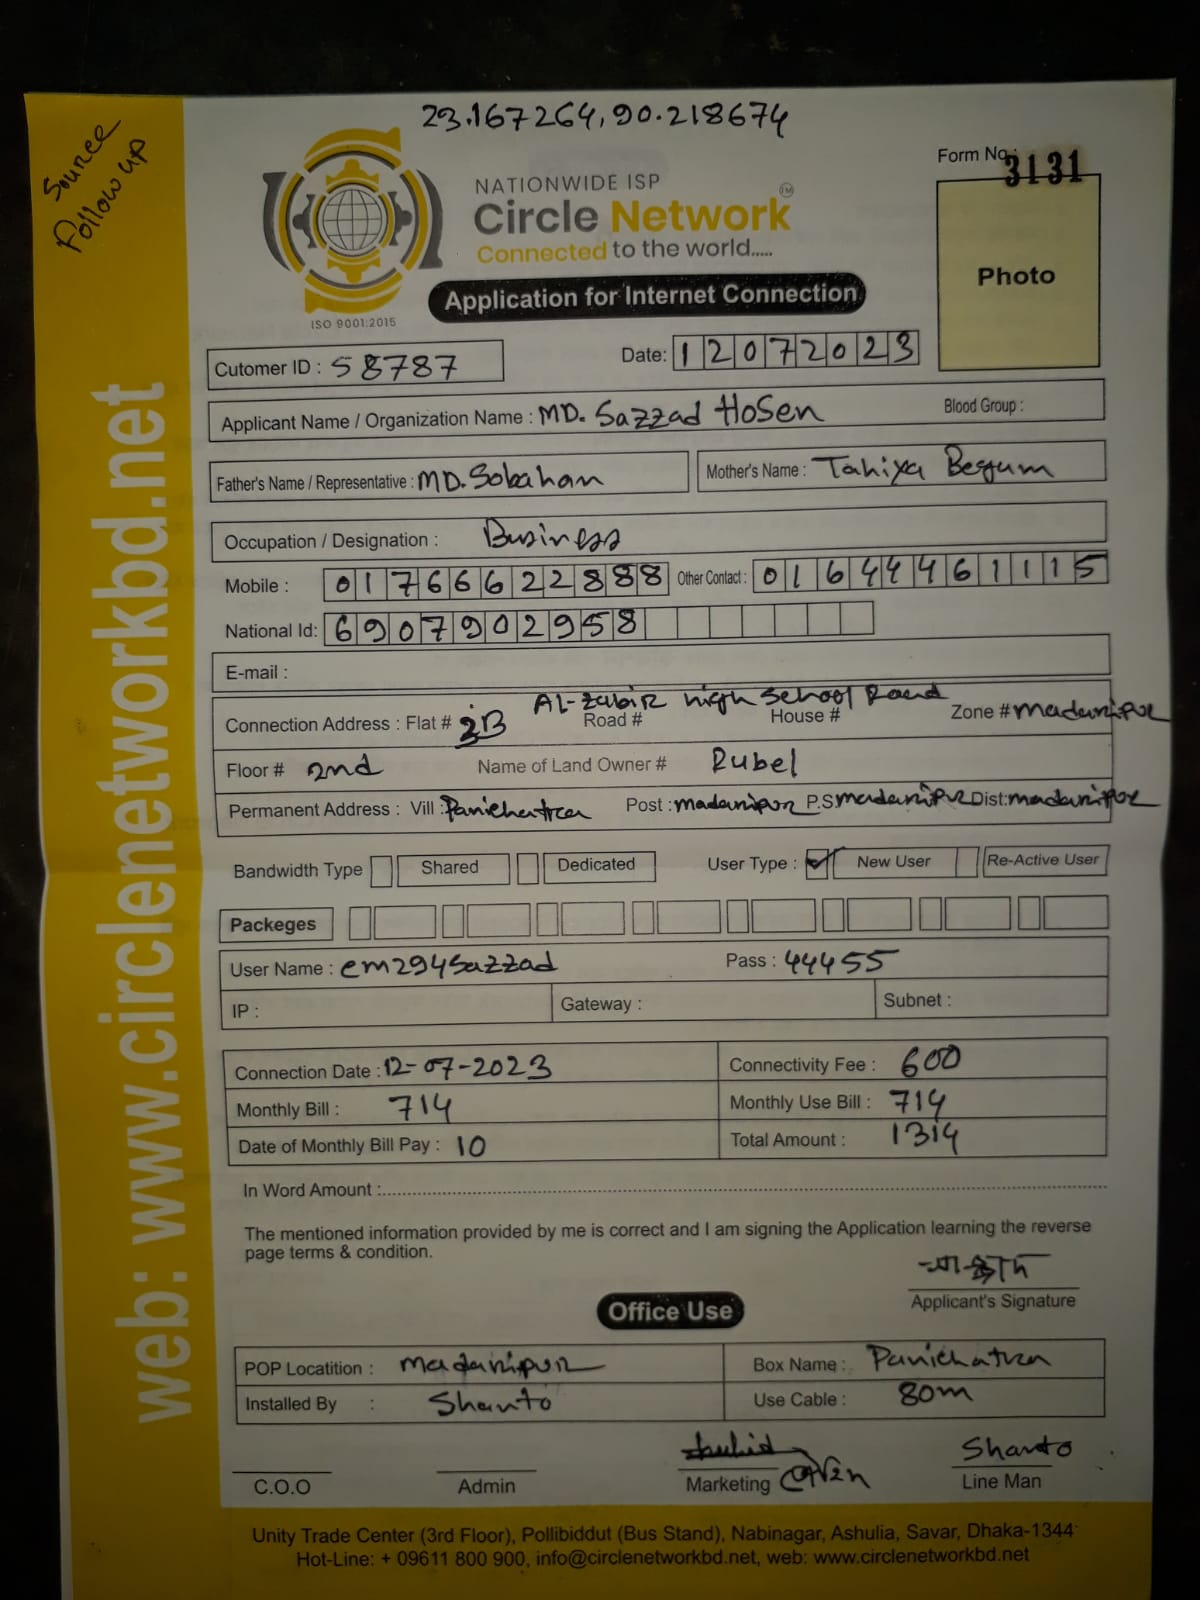 23.167264,90.218674
Source
Follow up
Form No.: 3131
NATIONWIDE ISP
Circle Network TM
Connected to the world.....
Photo
ISO 9001:2015
Application for Internet Connection
Cutomer ID : 58787
Date: 12072023
Applicant Name / Organization Name : MD. Sazzad Hosen Blood Group :
Father's Name / Representative : MD. Sobahan Mother's Name : Tahiya Begum
Occupation / Designation : Business
Mobile : 01766622888 Other Contact : 01644461115
National Id: 6907902958
E-mail :
Al-zabir high school Road
Connection Address : Flat # 2B Road # House # Zone # madaripur
Floor # 2nd Name of Land Owner # Rubel
Permanent Address : Vill : Panichatra Post : madaripur P.S madaripur Dist: madaripur
Bandwidth Type Shared Dedicated User Type : New User Re-Active User
Packeges
User Name : em294sazzad Pass : 44455
IP : Gateway : Subnet :
Connection Date : 12-07-2023 Connectivity Fee : 600
Monthly Bill : 714 Monthly Use Bill : 714
Date of Monthly Bill Pay : 10 Total Amount : 1314
In Word Amount :
The mentioned information provided by me is correct and I am signing the Application learning the reverse
page terms & condition.
Applicant's Signature
Office Use
POP Locatition : madaripur Box Name : Panichatra
Installed By : Shanto Use Cable : 80m
Shanto
C.O.O Admin Marketing Line Man
Unity Trade Center (3rd Floor), Pollibiddut (Bus Stand), Nabinagar, Ashulia, Savar, Dhaka-1344
Hot-Line: + 09611 800 900, info@circlenetworkbd.net, web: www.circlenetworkbd.net
web: www.circlenetworkbd.net